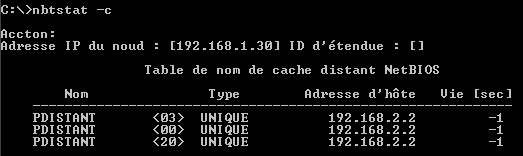 C:\>nbtstat -c
Accton:
Adresse IP du noud : [192.168.1.30] ID d'étendue : []
Table de nom de cache distant NetBIOS
Nom Type Adresse d'hôte Vie [sec]
------------------------------------------------------------
PDISTANT <03> UNIQUE 192.168.2.2 -1
PDISTANT <00> UNIQUE 192.168.2.2 -1
PDISTANT <20> UNIQUE 192.168.2.2 -1